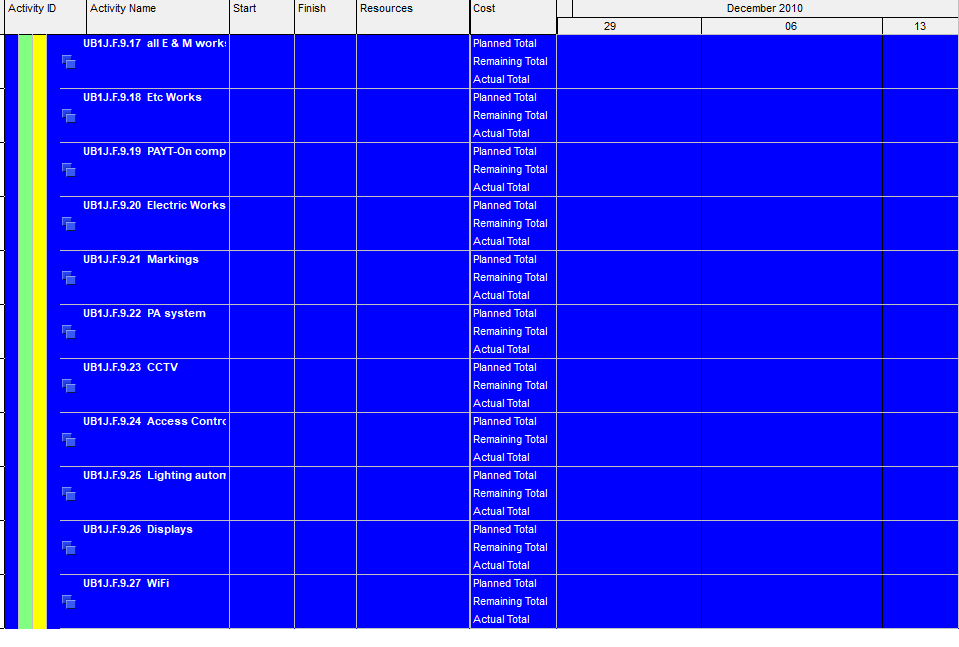 Activity ID Activity Name Start Finish Resources Cost December 2010
29 06 13
UB1J.F.9.17 all E & M works Planned Total
Remaining Total
Actual Total
UB1J.F.9.18 Etc Works Planned Total
Remaining Total
Actual Total
UB1J.F.9.19 PAYT-On comp Planned Total
Remaining Total
Actual Total
UB1J.F.9.20 Electric Works Planned Total
Remaining Total
Actual Total
UB1J.F.9.21 Markings Planned Total
Remaining Total
Actual Total
UB1J.F.9.22 PA system Planned Total
Remaining Total
Actual Total
UB1J.F.9.23 CCTV Planned Total
Remaining Total
Actual Total
UB1J.F.9.24 Access Contro Planned Total
Remaining Total
Actual Total
UB1J.F.9.25 Lighting autom Planned Total
Remaining Total
Actual Total
UB1J.F.9.26 Displays Planned Total
Remaining Total
Actual Total
UB1J.F.9.27 WiFi Planned Total
Remaining Total
Actual Total